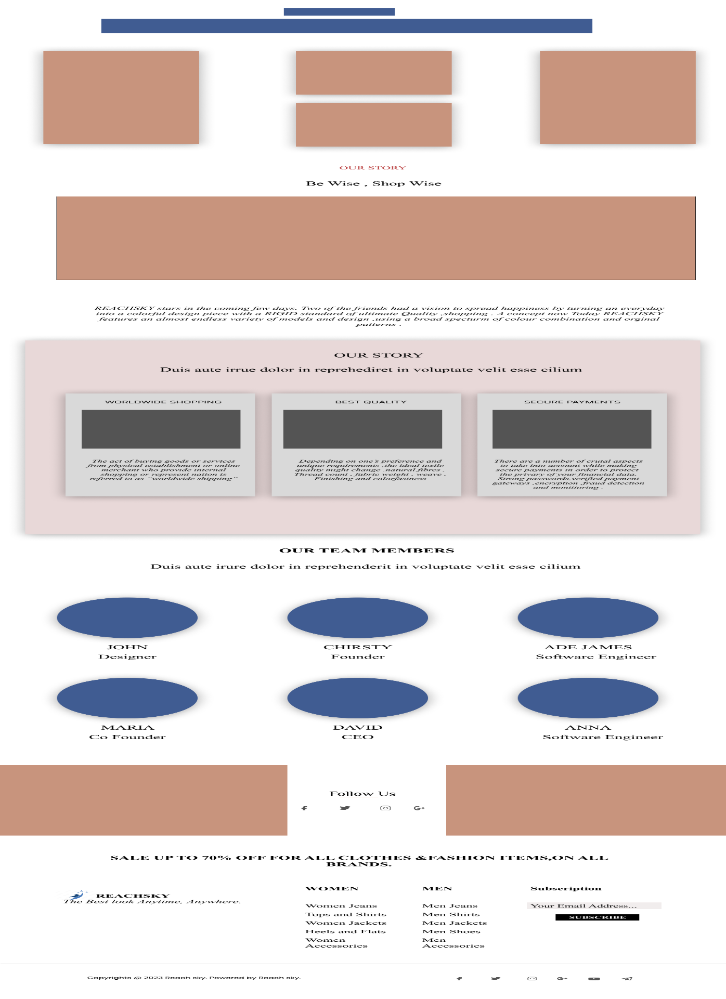 OUR STORY
Be Wise , Shop Wise
REACHSKY stars in the coming few days. Two of the friends had a vision to spread happiness by turning an everyday
into a colorful design piece with a RIGID standard of ultimate Quality ,shopping . A concept now Today REACHSKY
features an almost endless variety of models and design ,using a broad specturm of colour combination and orginal
patterns .
OUR STORY
Duis aute irrue dolor in reprehediret in voluptate velit esse cilium
WORLDWIDE SHOPPING
The act of buying goods or services
from physical establishment or online
merchant who provide internal
shopping or represent nation is
referred to as "worldwide shipping"
BEST QUALITY
Depending on one's preference and
unique requirements ,the ideal texile
quality might change .natural fibres ,
Thread count , fabric weight , weave ,
Finishing and colorfastness
SECURE PAYMENTS
There are a number of cruial aspects
to take into account while making
secure payments in order to protect
the privary of your financial data.
Strong passwords,verified payment
gateways ,encryption ,fraud detection
and monitioring .
OUR TEAM MEMBERS
Duis aute irure dolor in reprehenderit in voluptate velit esse cilium
JOHN
Designer
CHIRSTY
Founder
ADE JAMES
Software Engineer
MARIA
Co Founder
DAVID
CEO
ANNA
Software Engineer
Follow Us
SALE UP TO 70% OFF FOR ALL CLOTHES &FASHION ITEMS,ON ALL
BRANDS.
REACHSKY
The Best look Anytime, Anywhere.
WOMEN
Women Jeans
Tops and Shirts
Women Jackets
Heels and Flats
Women
Accessories
MEN
Men Jeans
Men Shirts
Men Jackets
Men Shoes
Men
Accessories
Subscription
Your Email Address...
SUBSCRIBE
Copyrights @ 2023 Reach sky. Powered by Reach sky.